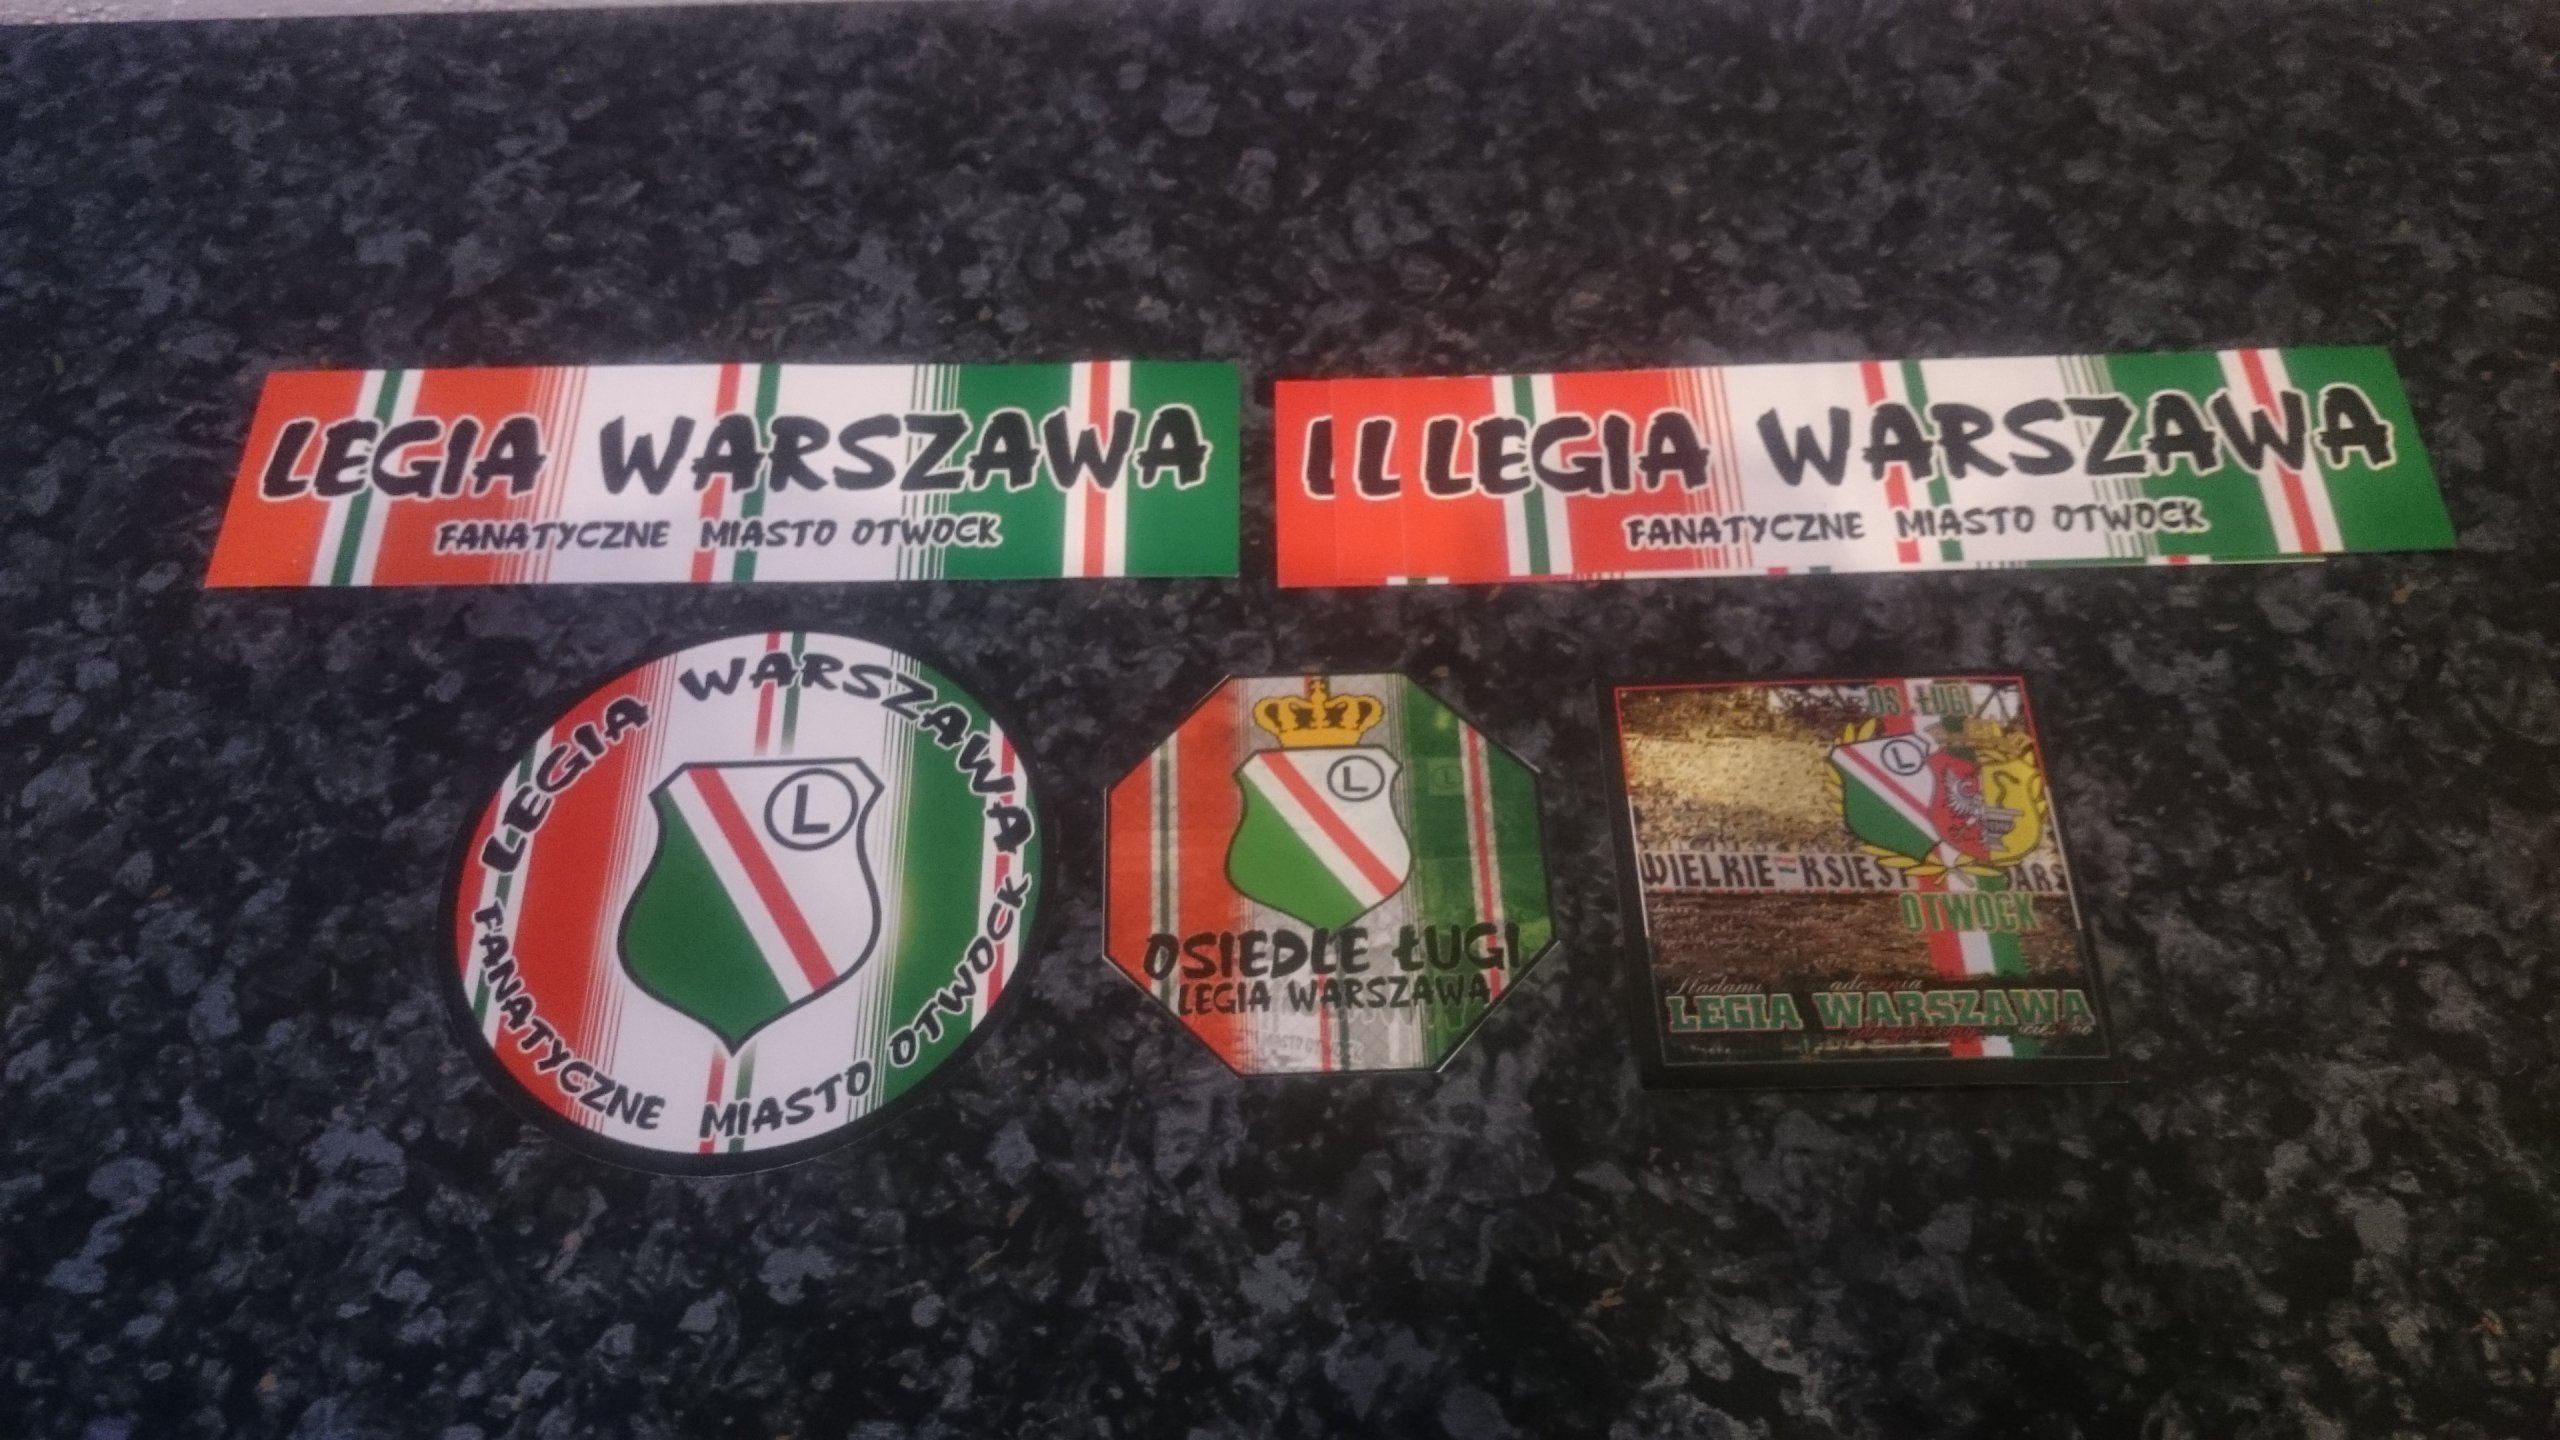 LEGIA WARSZAWA
FANATYCZNE MIASTO OTWOCK
L L LEGIA WARSZAWA
FANATYCZNE MIASTO OTWOCK
LEGIA WARSZAWA
L
FANATYCZNE MIASTO OTWOCK
L
OSIEDLE ŁUGI
LEGIA WARSZAWA
OS ŁUGI
L
WIELKIE KSIĘST
OTWOCK
LEGIA WARSZAWA